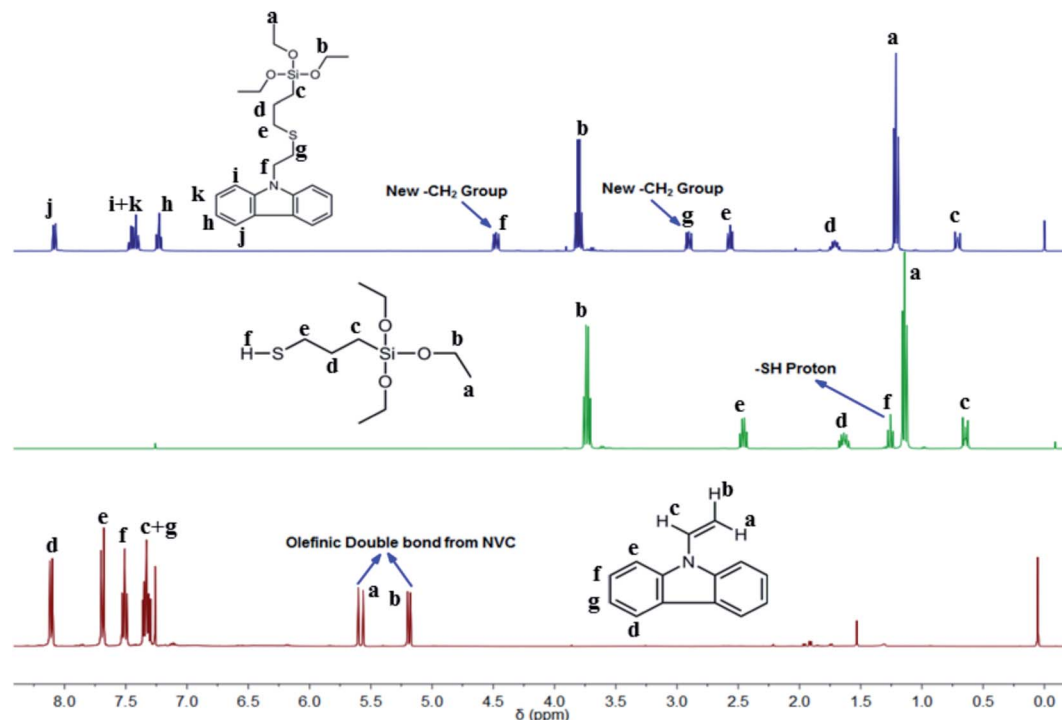 a
b
O
O
Si
O
c
d
e
S
g
f
N
i
k
h
j
j
i+k
h
New -CH2 Group
f
b
New -CH2 Group
g
e
d
a
c
f
H
S
e
d
c
Si
O
O
O
b
a
b
e
d
-SH Proton
f
a
c
d
e
f
c+g
Olefinic Double bond from NVC
a
b
b
H
c
H
H
a
N
e
f
g
d
8.0 7.5 7.0 6.5 6.0 5.5 5.0 4.5 4.0 3.5 3.0 2.5 2.0 1.5 1.0 0.5 0.0
δ (ppm)